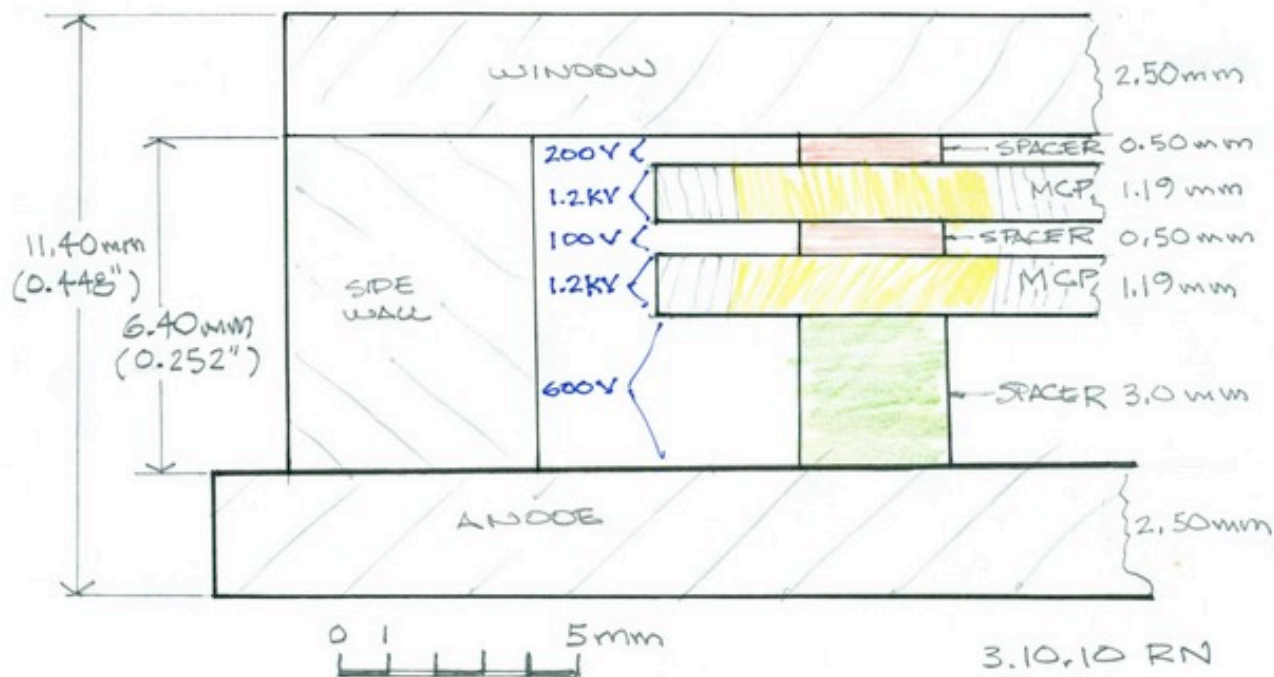 WINDOW
2.50mm
200V
SPACER 0.50mm
1.2KV
MCP 1.19mm
100V
SPACER 0.50mm
1.2KV
MCP 1.19mm
11.40mm
(0.448")
SIDE
WALL
6.40mm
(0.252")
600V
SPACER 3.0mm
ANODE
2.50mm
0 1 5mm
3.10.10 RN